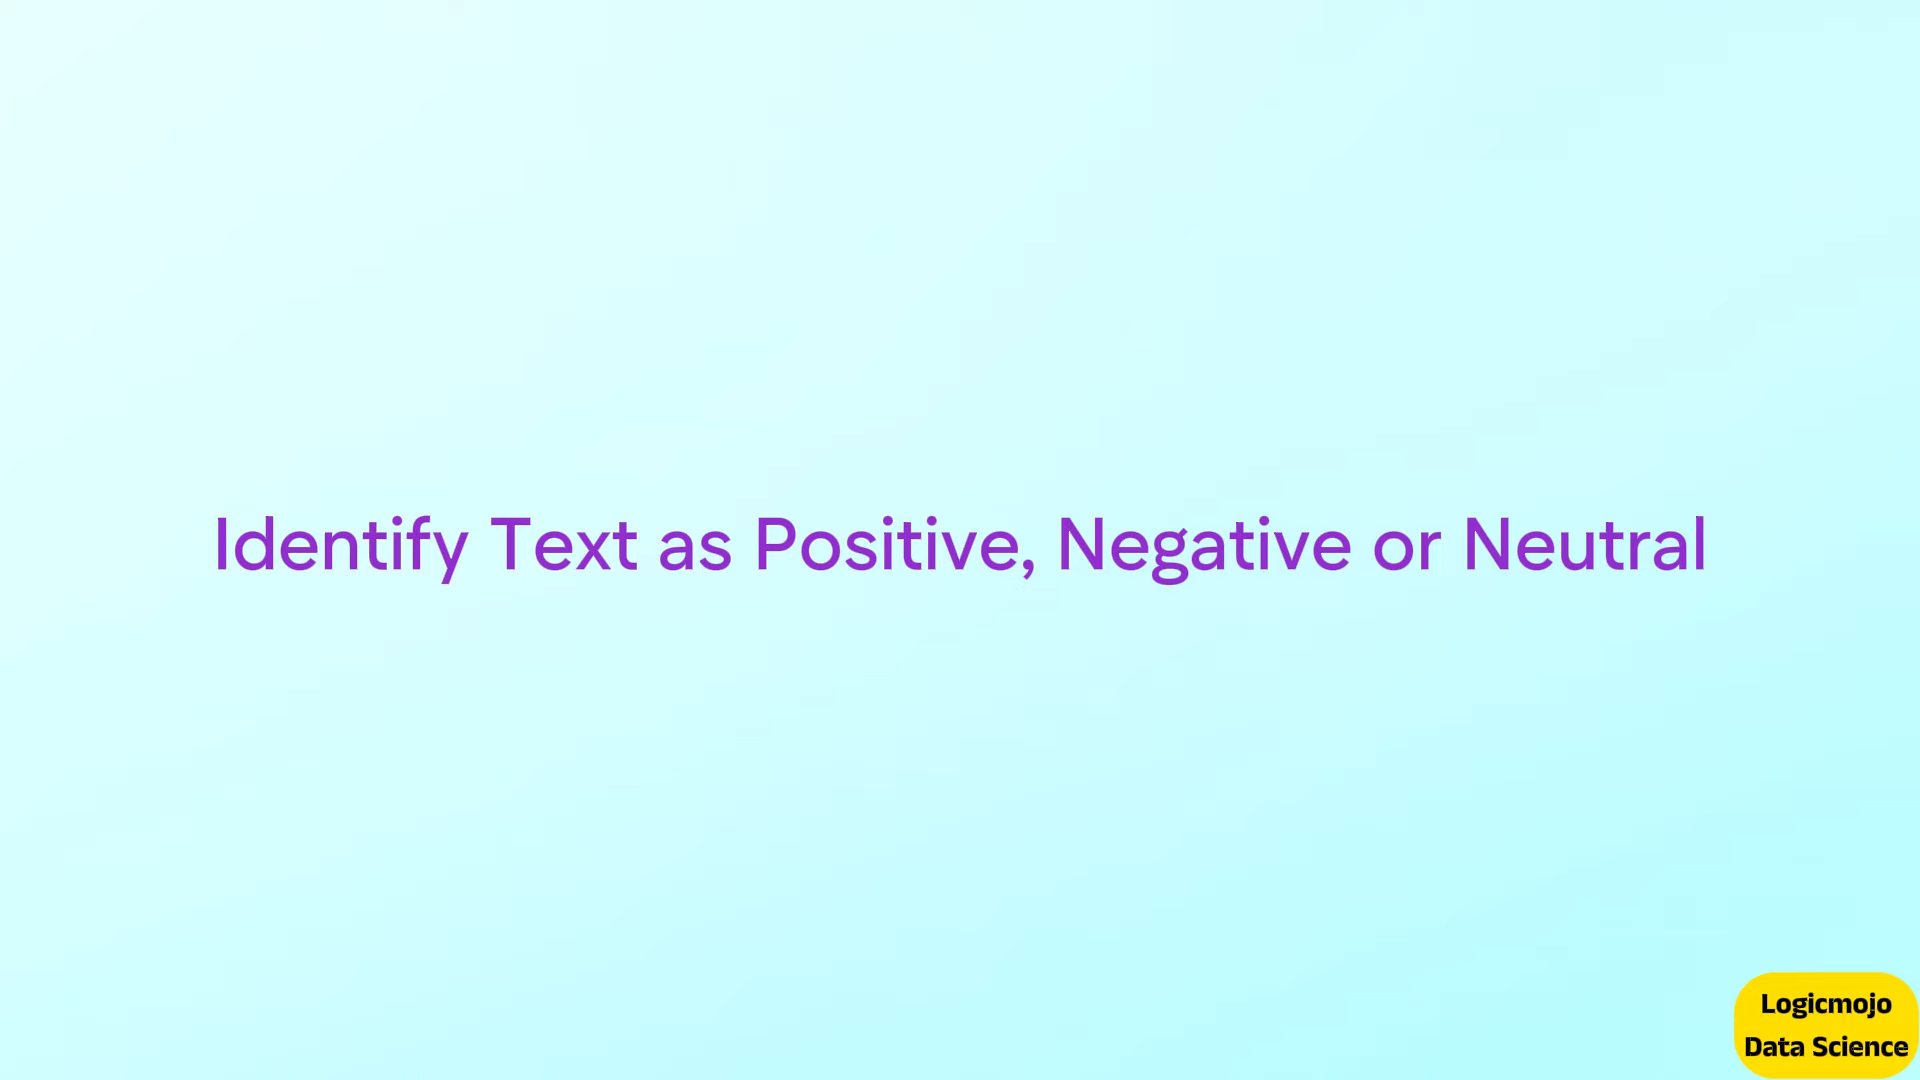 Identify Text as Positive, Negative or Neutral
Logicmojo
Data Science